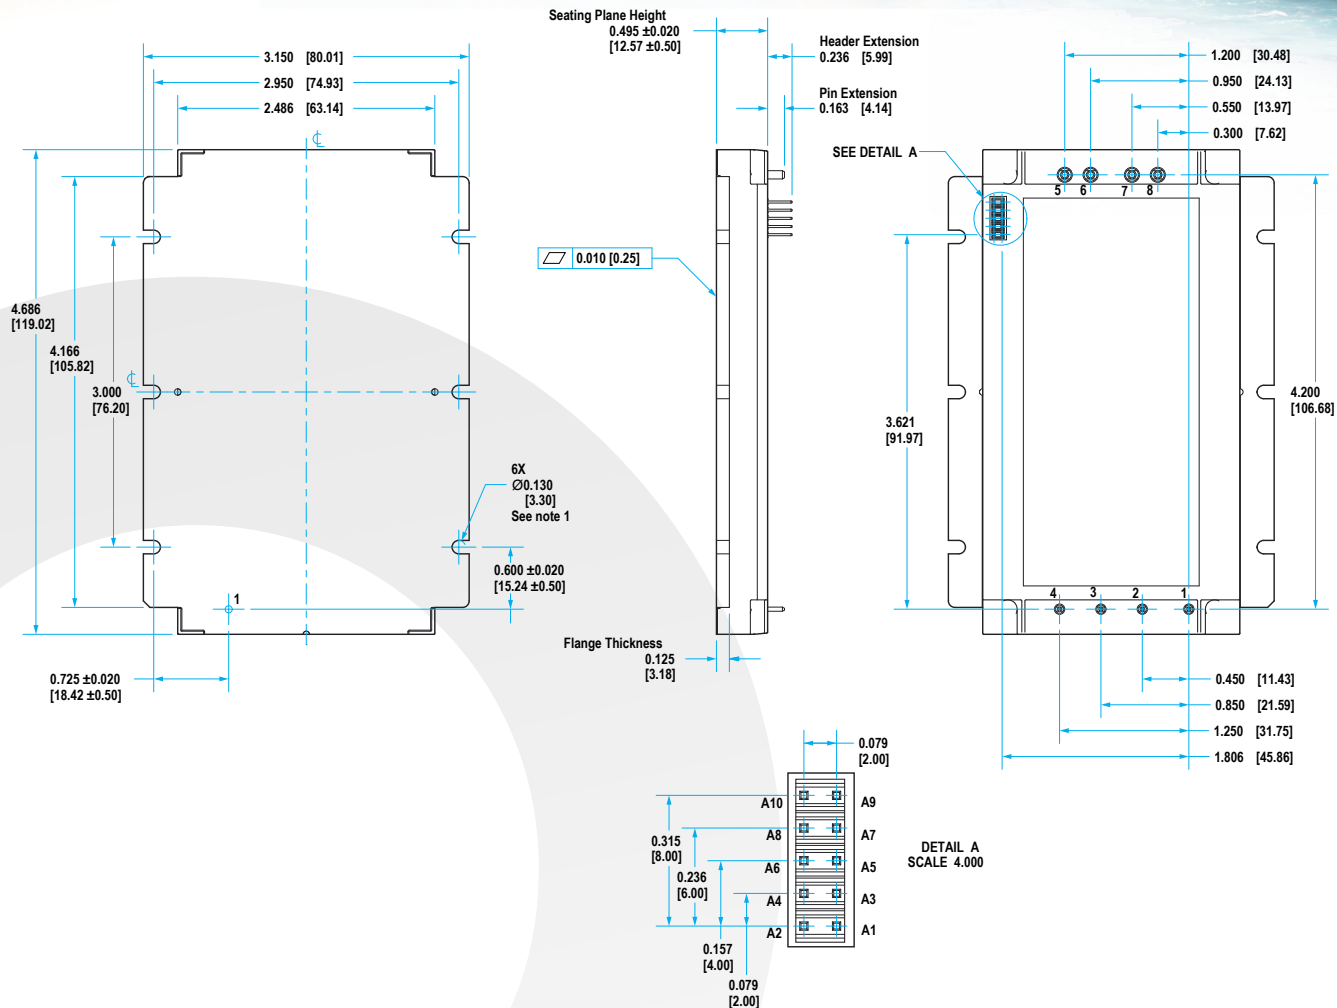 3.150 [80.01]
2.950 [74.93]
2.486 [63.14]
℄
4.686
[119.02]
4.166
[105.82]
℄
3.000
[76.20]
6X
Ø0.130
[3.30]
See note 1
0.600 ±0.020
[15.24 ±0.50]
1
0.725 ±0.020
[18.42 ±0.50]
Seating Plane Height
0.495 ±0.020
[12.57 ±0.50]
Header Extension
0.236 [5.99]
Pin Extension
0.163 [4.14]
0.010 [0.25]
Flange Thickness
0.125
[3.18]
1.200 [30.48]
0.950 [24.13]
0.550 [13.97]
0.300 [7.62]
SEE DETAIL A
5 6 7 8
3.621
[91.97]
4.200
[106.68]
4 3 2 1
0.450 [11.43]
0.850 [21.59]
1.250 [31.75]
1.806 [45.86]
0.079
[2.00]
A10 A9
A8 A7
A6 A5
A4 A3
A2 A1
0.315
[8.00]
0.236
[6.00]
0.157
[4.00]
0.079
[2.00]
DETAIL A
SCALE 4.000